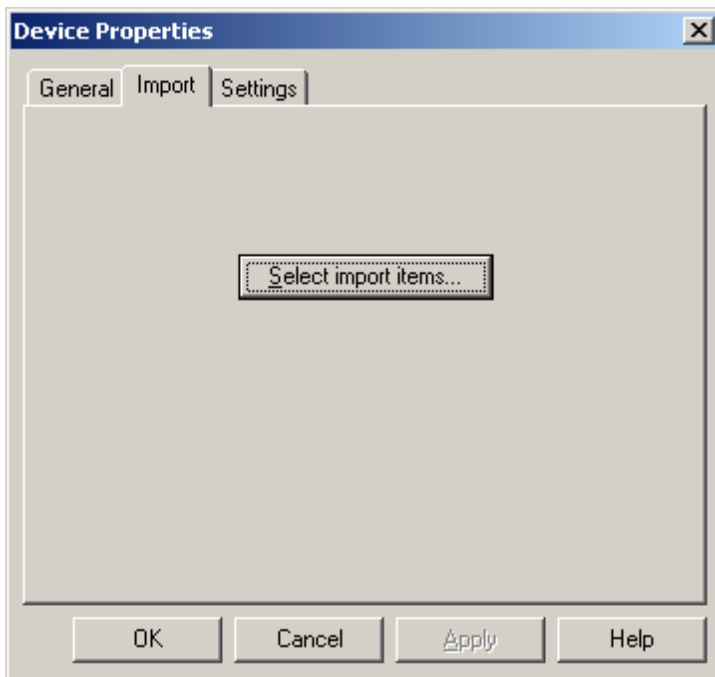 Device Properties
General Import Settings
Select import items...
OK Cancel Apply Help